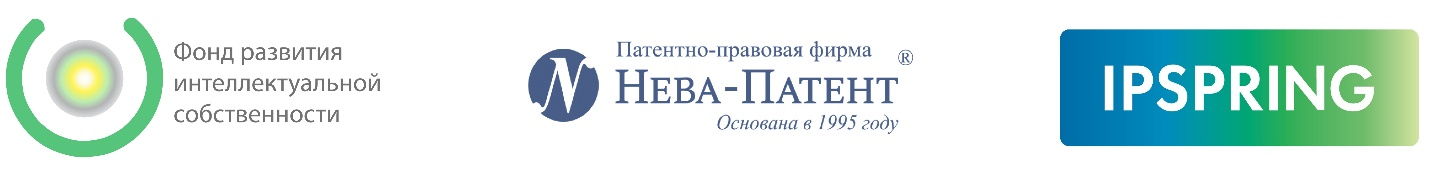 Фонд развития
интеллектуальной
собственности
Патентно-правовая фирма
N НЕВА-ПАТЕНТ®
Основана в 1995 году
IPSPRING